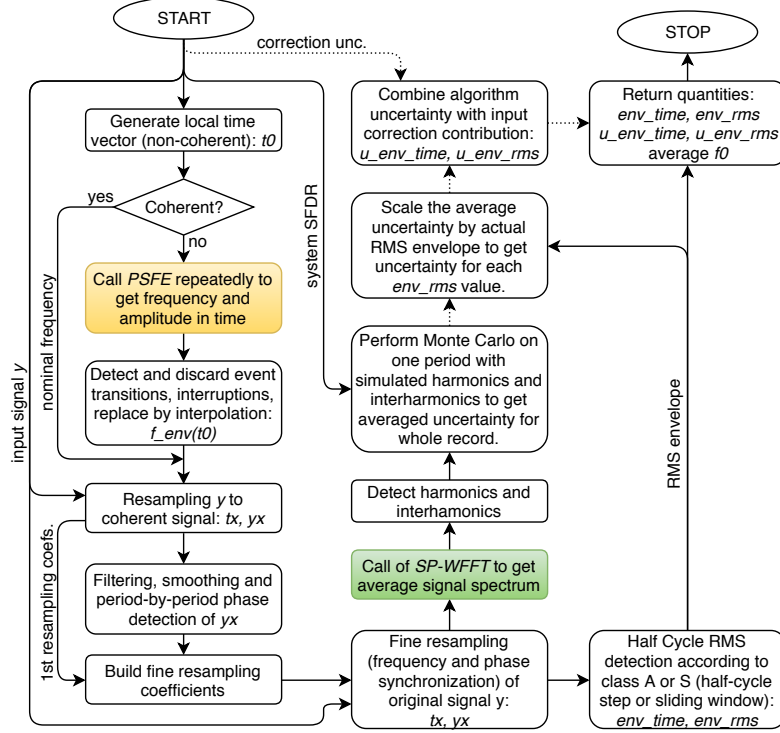 START
correction unc.
Generate local time
vector (non-coherent): t0
yes
Coherent?
no
Call PSFE repeatedly to
get frequency and
amplitude in time
Detect and discard event
transitions, interruptions,
replace by interpolation:
f_env(t0)
nominal frequency
input signal y
system SFDR
Resampling y to
coherent signal: tx, yx
1st resampling coefs.
Filtering, smoothing and
period-by-period phase
detection of yx
Build fine resampling
coefficients
Fine resampling
(frequency and phase
synchronization) of
original signal y:
tx, yx
Call of SP-WFFT to get
average signal spectrum
Detect harmonics and
interhamonics
Perform Monte Carlo on
one period with
simulated harmonics and
interharmonics to get
averaged uncertainty for
whole record.
Scale the average
uncertainty by actual
RMS envelope to get
uncertainty for each
env_rms value.
Combine algorithm
uncertainty with input
correction contribution:
u_env_time, u_env_rms
Half Cycle RMS
detection according to
class A or S (half-cycle
step or sliding window):
env_time, env_rms
RMS envelope
Return quantities:
env_time, env_rms
u_env_time, u_env_rms
average f0
STOP